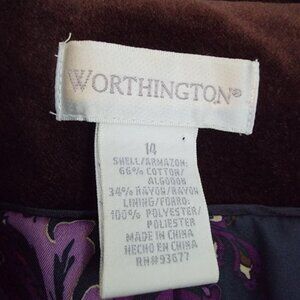 WORTHINGTON®
14
SHELL/ARMAZON:
66% COTTON/
ALGODON
34% RAYON/RAYON
LINING/FORRO:
100% POLYESTER/
POLIESTER
MADE IN CHINA
HECHO EN CHINA
RN#93677